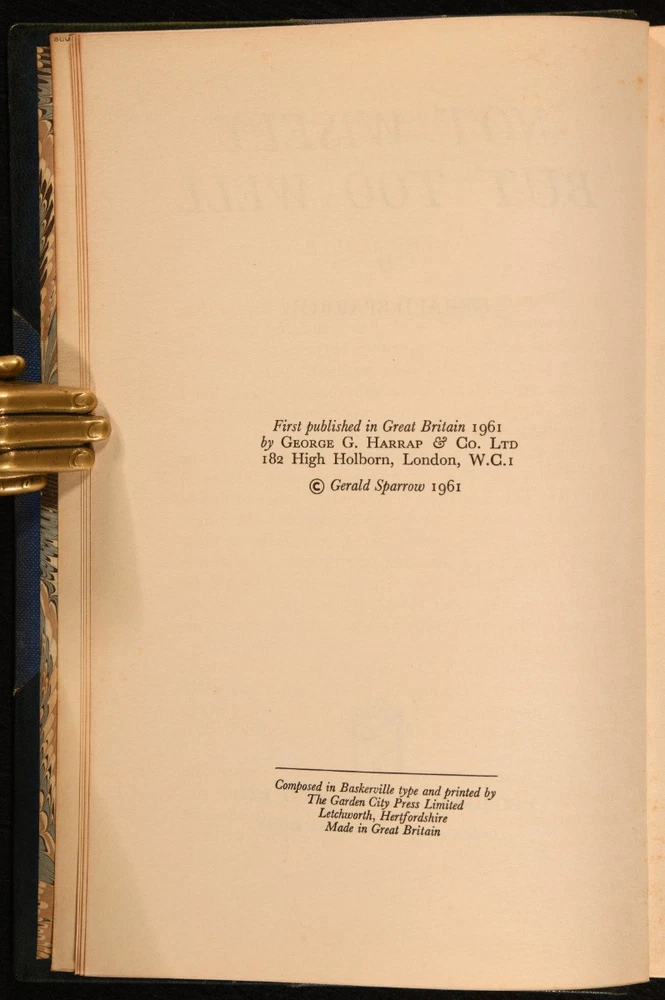 First published in Great Britain 1961
by GEORGE G. HARRAP & CO. LTD
182 High Holborn, London, W.C.1
© Gerald Sparrow 1961
Composed in Baskerville type and printed by
The Garden City Press Limited
Letchworth, Hertfordshire
Made in Great Britain